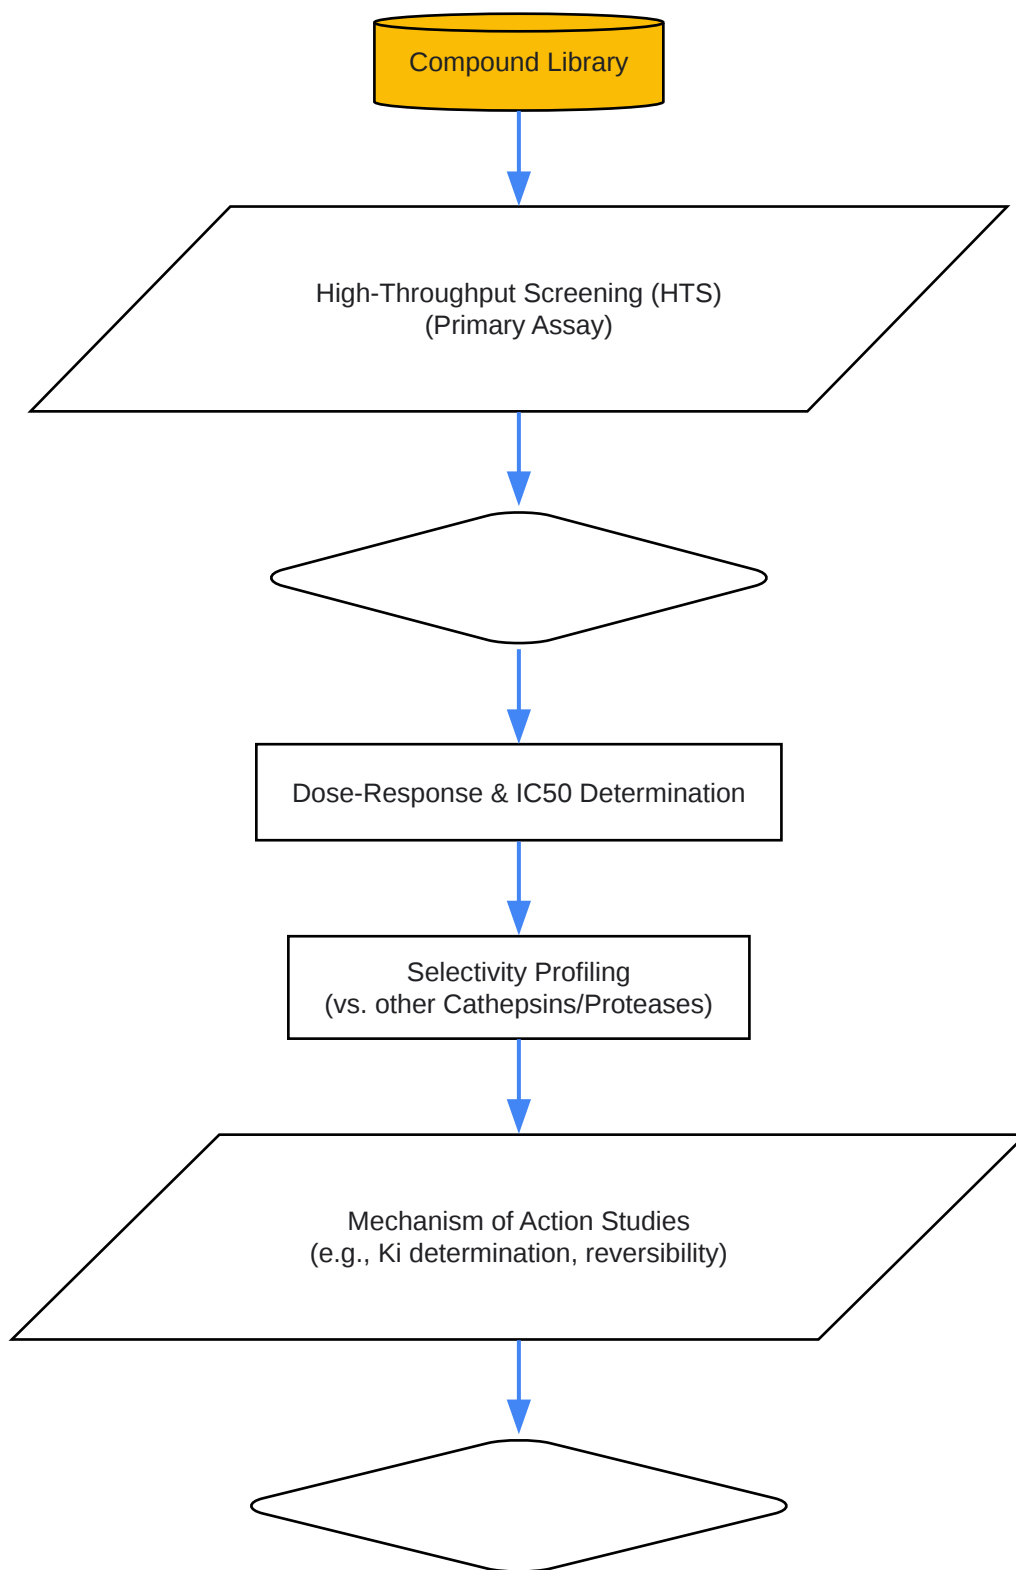 Compound Library
High-Throughput Screening (HTS)
(Primary Assay)
Dose-Response & IC50 Determination
Selectivity Profiling
(vs. other Cathepsins/Proteases)
Mechanism of Action Studies
(e.g., Ki determination, reversibility)